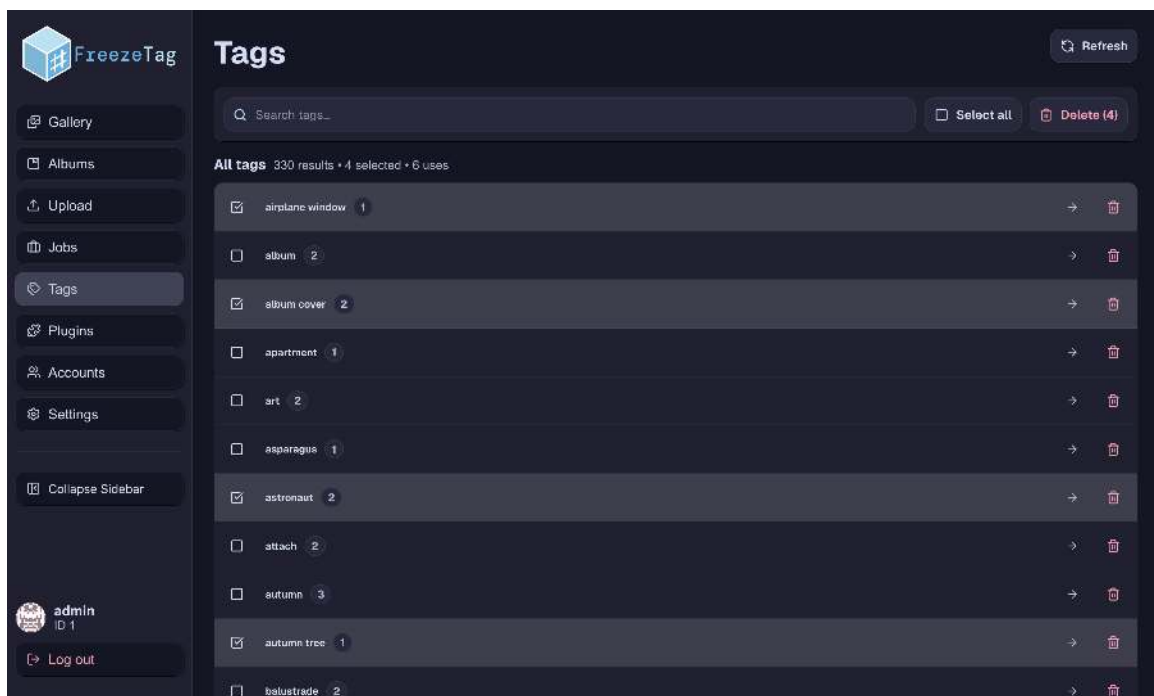 FreezeTag
Gallery
Albums
Upload
Jobs
Tags
Plugins
Accounts
Settings
Collapse Sidebar
admin
ID 1
Log out
Tags
Refresh
Search tags...
Select all
Delete (4)
All tags 330 results • 4 selected • 6 uses
airplane window 1
album 2
album cover 2
apartment 1
art 2
asparagus 1
astronaut 2
attach 2
autumn 3
autumn tree 1
balustrade 2